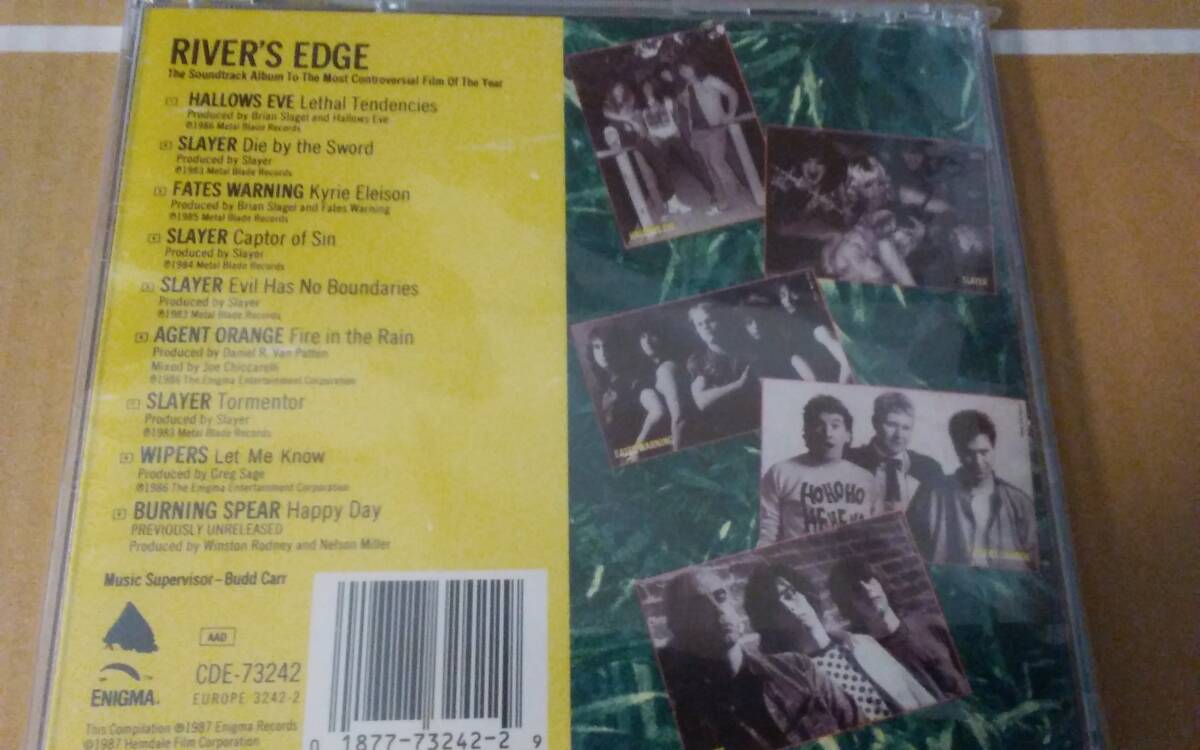 RIVER'S EDGE
The Soundtrack Album To The Most Controversial Film Of The Year
HALLOWS EVE Lethal Tendencies
Produced by Brian Slagel and Hallows Eve
℗1986 Metal Blade Records
SLAYER Die by the Sword
Produced by Slayer
℗1983 Metal Blade Records
FATES WARNING Kyrie Eleison
Produced by Brian Slagel and Fates Warning
℗1985 Metal Blade Records
SLAYER Captor of Sin
Produced by Slayer
℗1984 Metal Blade Records
SLAYER Evil Has No Boundaries
Produced by Slayer
℗1983 Metal Blade Records
AGENT ORANGE Fire in the Rain
Produced by Daniel R. Van Patten
Mixed by Joe Chiccarelli
℗1986 The Enigma Entertainment Corporation
SLAYER Tormentor
Produced by Slayer
℗1983 Metal Blade Records
WIPERS Let Me Know
Produced by Greg Sage
℗1986 The Enigma Entertainment Corporation
BURNING SPEAR Happy Day
PREVIOUSLY UNRELEASED
Produced by Winston Rodney and Nelson Miller
Music Supervisor–Budd Carr
AAD
CDE-73242
ENIGMA
EUROPE 3242-2
This Compilation ℗1987 Enigma Records
©1987 Hemdale Film Corporation
0 1877-73242-2 9
SLAYER
FATES WARNING
HOHOHO